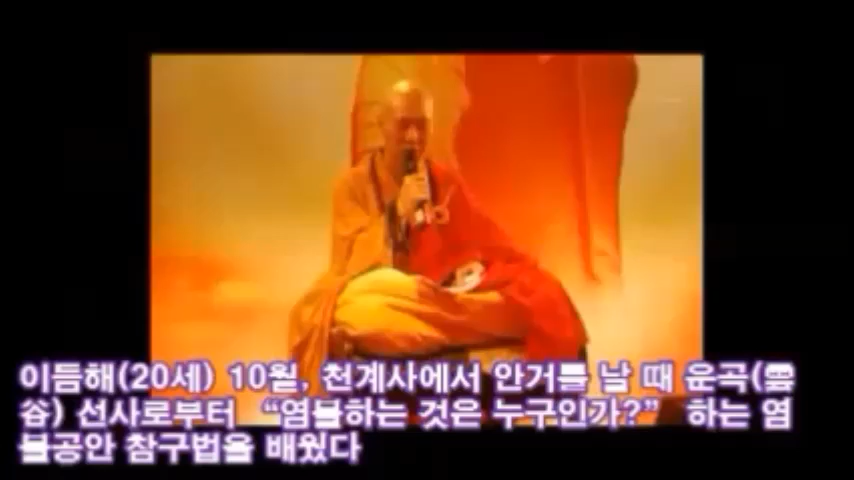 이듬해(20세) 10월, 천계사에서 안거를 날 때 운곡(雲
谷) 선사로부터 “염불하는 것은 누구인가?” 하는 염
불공안 참구법을 배웠다